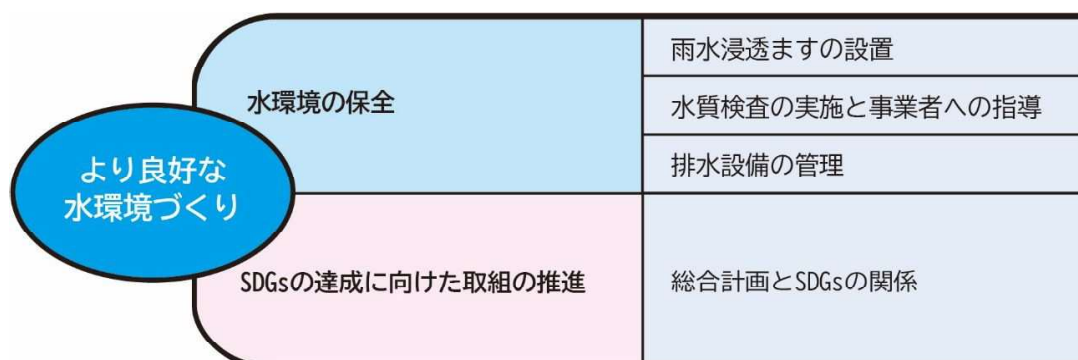 より良好な
水環境づくり
水環境の保全
雨水浸透ますの設置
水質検査の実施と事業者への指導
排水設備の管理
SDGsの達成に向けた取組の推進
総合計画とSDGsの関係